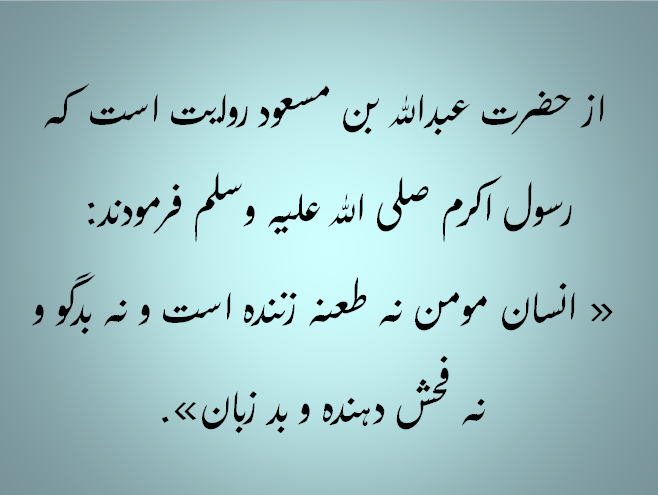 از حضرت عبدالله بن مسعود روایت است که
رسول اکرم صلی الله علیه وسلم فرمودند:
« انسان مومن نه طعنه زننده است و نه بدگو و
نه فحش دهنده و بد زبان».